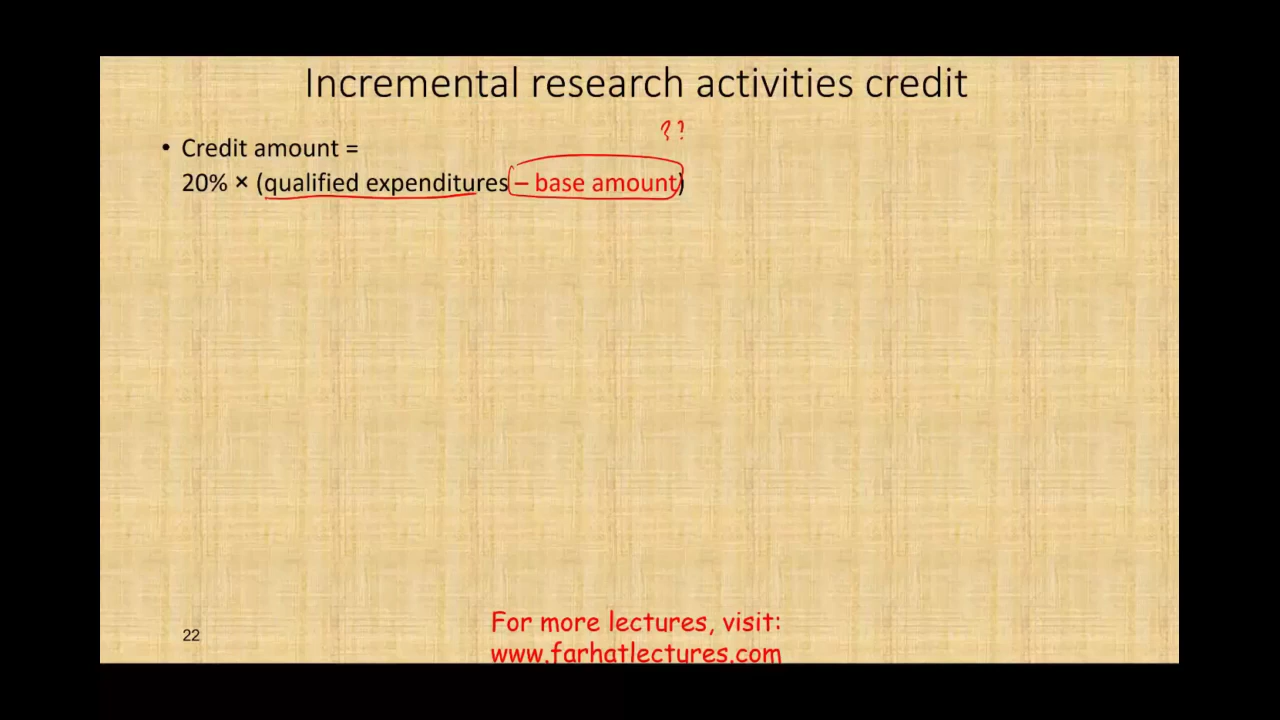 Incremental research activities credit
??
• Credit amount =
20% × (qualified expenditures – base amount)
22
For more lectures, visit:
www.farhatlectures.com